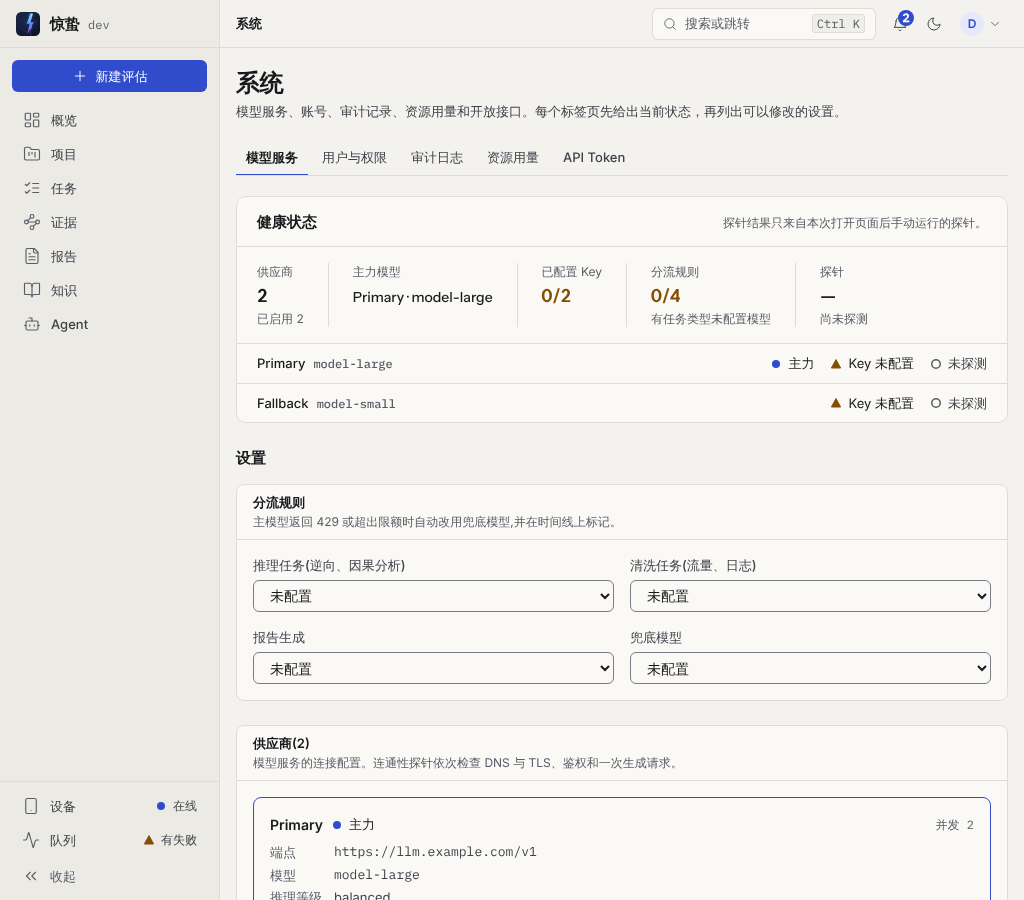 惊蛰 dev
系统
搜索或跳转 Ctrl K
2
D
新建评估
概览
项目
任务
证据
报告
知识
Agent
设备 在线
队列 有失败
收起
系统
模型服务、账号、审计记录、资源用量和开放接口。每个标签页先给出当前状态，再列出可以修改的设置。
模型服务 用户与权限 审计日志 资源用量 API Token
健康状态 探针结果只来自本次打开页面后手动运行的探针。
供应商 主力模型 已配置 Key 分流规则 探针
2 Primary · model-large 0/2 0/4 —
已启用 2 有任务类型未配置模型 尚未探测
Primary model-large 主力 Key 未配置 未探测
Fallback model-small Key 未配置 未探测
设置
分流规则
主模型返回 429 或超出限额时自动改用兜底模型,并在时间线上标记。
推理任务(逆向、因果分析) 清洗任务(流量、日志)
未配置 未配置
报告生成 兜底模型
未配置 未配置
供应商(2)
模型服务的连接配置。连通性探针依次检查 DNS 与 TLS、鉴权和一次生成请求。
Primary 主力 并发 2
端点 https://llm.example.com/v1
模型 model-large
推理等级 balanced